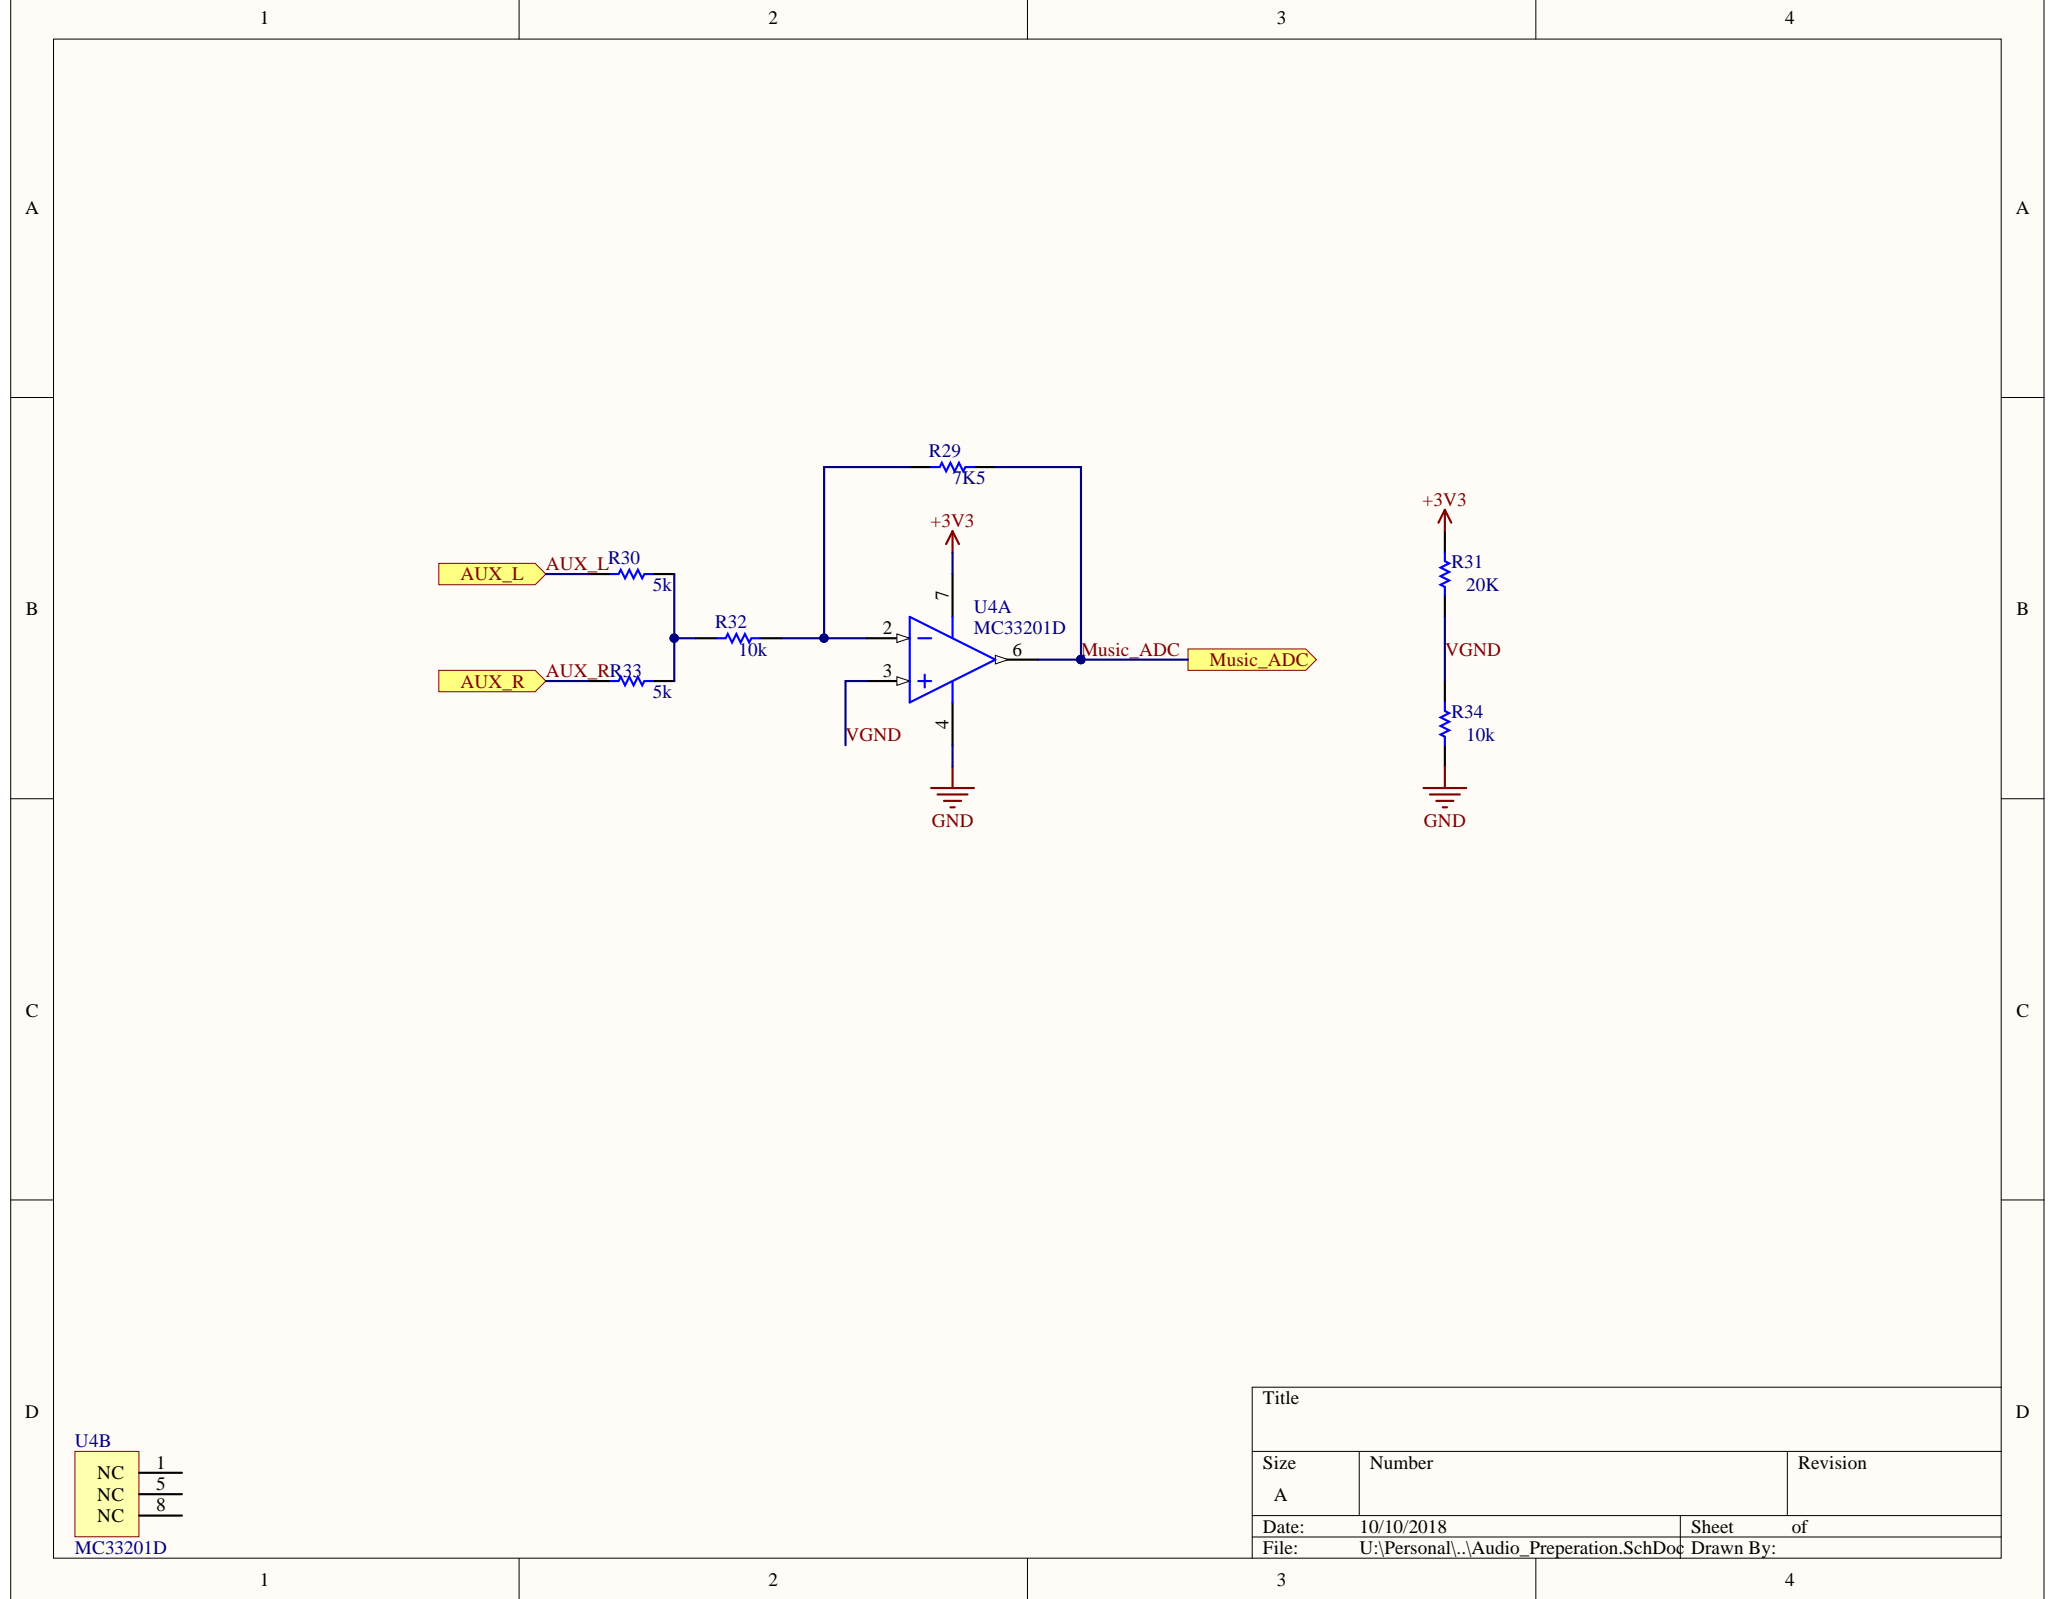 1 2 3 4
A A
R29
7K5
+3V3
+3V3
AUX_L AUX_L R30
5k
7
R31
20K
U4A
MC33201D
B B
R32
10k
2
3
6
Music_ADC Music_ADC
VGND
AUX_R AUX_R R33
5k
4
VGND
R34
10k
GND
GND
C C
D D
U4B
NC 1
NC 5
NC 8
MC33201D
Title
Size Number Revision
A
Date: 10/10/2018 Sheet of
File: U:\Personal\..\Audio_Preperation.SchDoc Drawn By:
1 2 3 4